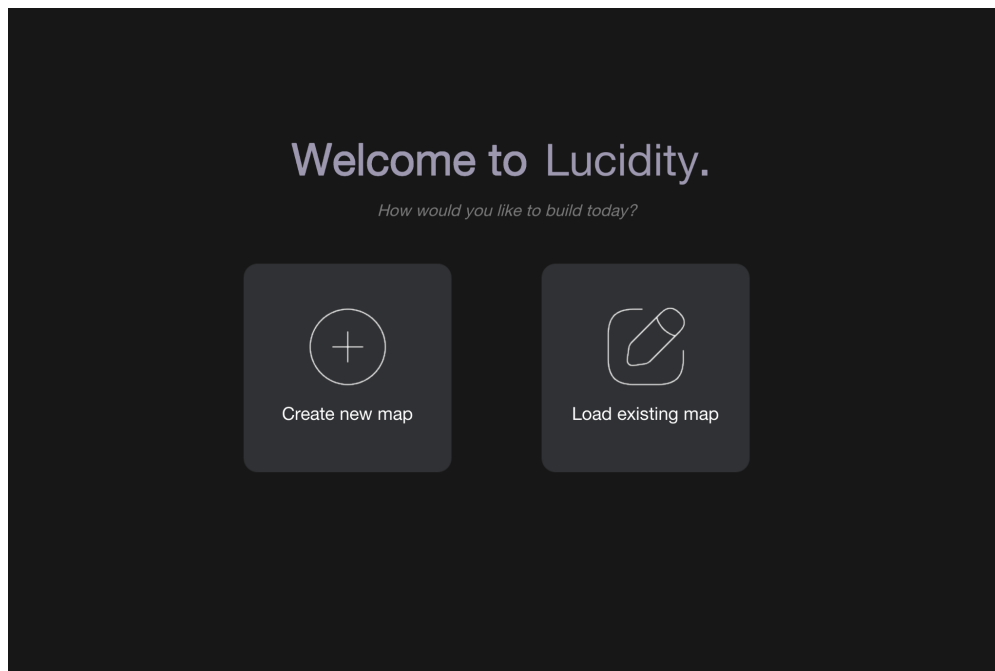 Welcome to Lucidity.
How would you like to build today?
Create new map
Load existing map